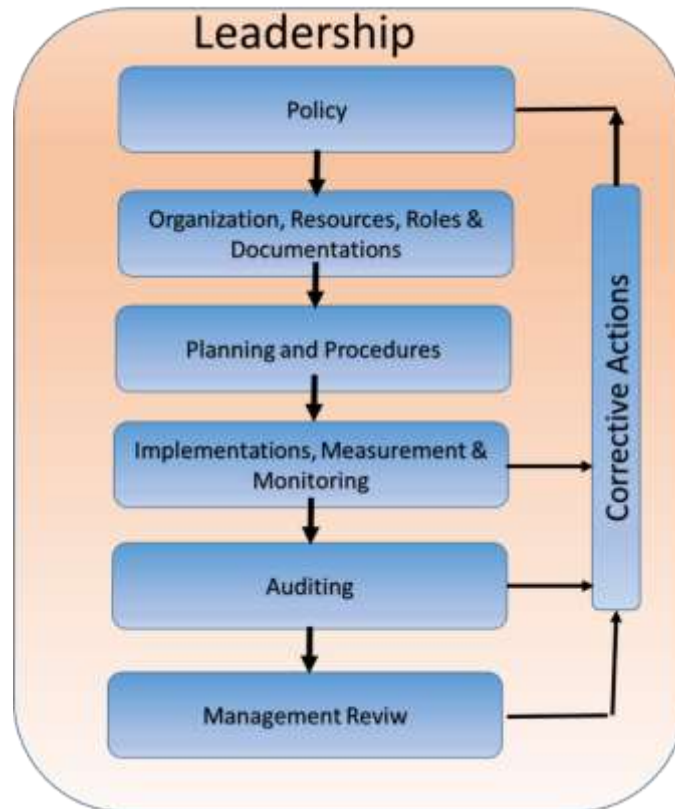 Leadership
Policy
Organization, Resources, Roles &
Documentations
Planning and Procedures
Implementations, Measurement &
Monitoring
Auditing
Management Reviw
Corrective Actions